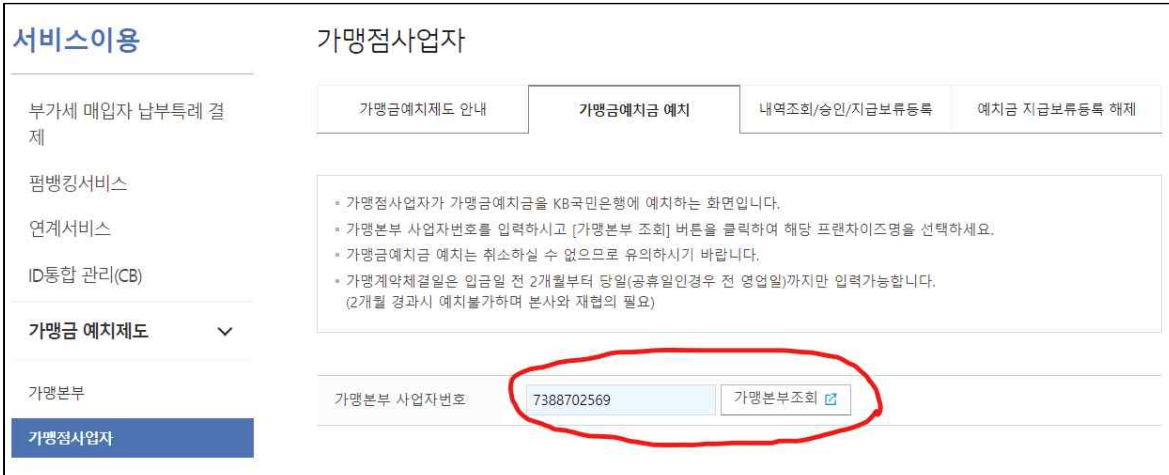 서비스이용
부가세 매입자 납부특례 결
제
펌뱅킹서비스
연계서비스
ID통합 관리(CB)
가맹금 예치제도
가맹본부
가맹점사업자
가맹점사업자
가맹금예치제도 안내
가맹금예치금 예치
내역조회/승인/지급보류등록
예치금 지급보류등록 해제
▫ 가맹점사업자가 가맹금예치금을 KB국민은행에 예치하는 화면입니다.
▫ 가맹본부 사업자번호를 입력하시고 [가맹본부 조회] 버튼을 클릭하여 해당 프랜차이즈명을 선택하세요.
▫ 가맹금예치금 예치는 취소하실 수 없으므로 유의하시기 바랍니다.
▫ 가맹계약체결일은 입금일 전 2개월부터 당일(공휴일인경우 전 영업일)까지만 입력가능합니다.
(2개월 경과시 예치불가하며 본사와 재협의 필요)
가맹본부 사업자번호
7388702569
가맹본부조회